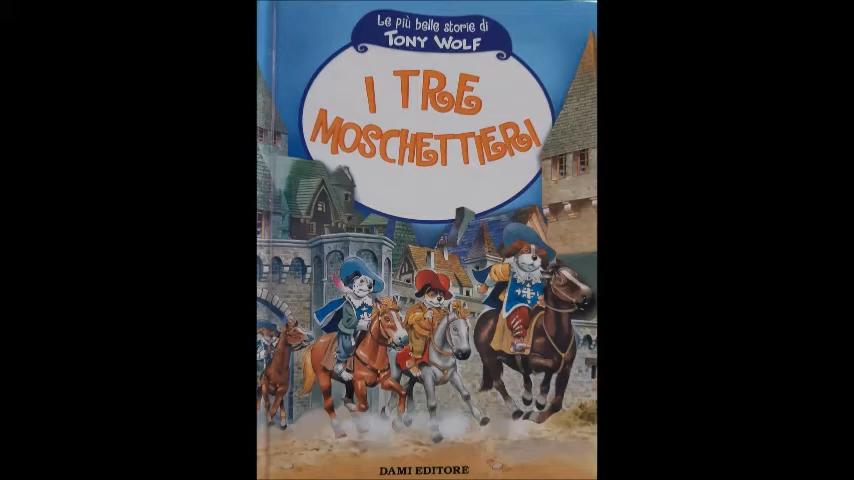 Le più belle storie di
TONY WOLF
I TRE
MOSCHETTIERI
DAMI EDITORE